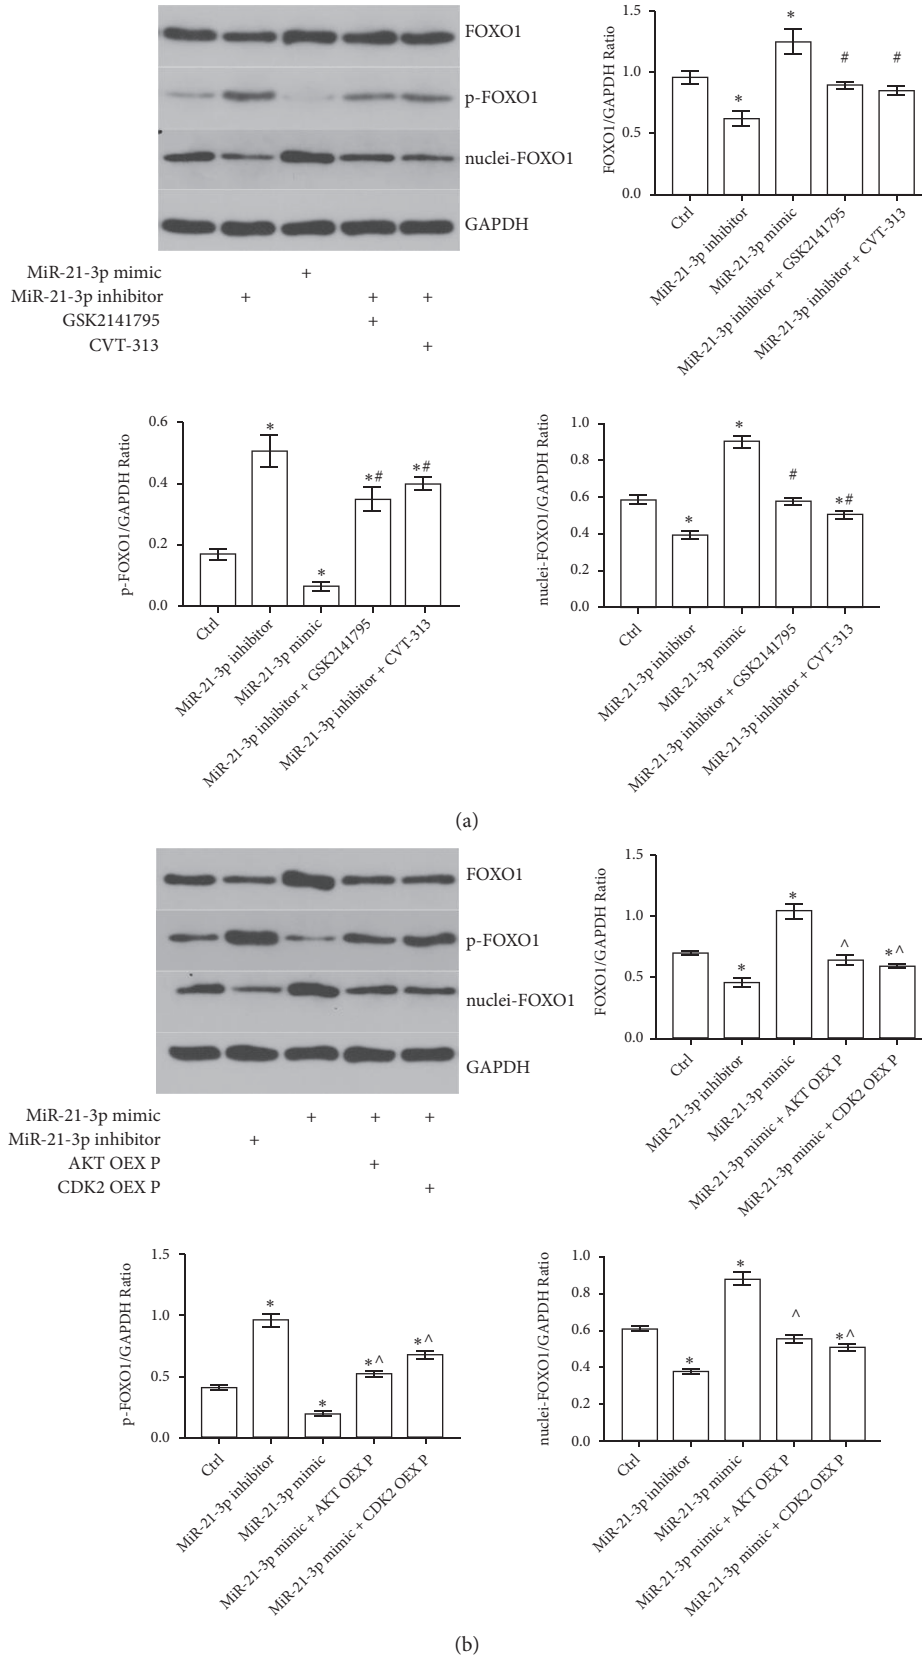 FOXO1
p-FOXO1
nuclei-FOXO1
GAPDH
MiR-21-3p mimic +
MiR-21-3p inhibitor + + +
GSK2141795 +
CVT-313 +
FOXO1/GAPDH Ratio
1.5
1.0
0.5
0.0
* * # #
Ctrl
MiR-21-3p inhibitor
MiR-21-3p mimic
MiR-21-3p inhibitor + GSK2141795
MiR-21-3p inhibitor + CVT-313
p-FOXO1/GAPDH Ratio
0.6
0.4
0.2
0.0
* * *# *#
Ctrl
MiR-21-3p inhibitor
MiR-21-3p mimic
MiR-21-3p inhibitor + GSK2141795
MiR-21-3p inhibitor + CVT-313
nuclei-FOXO1/GAPDH Ratio
1.0
0.8
0.6
0.4
0.2
0.0
* * # *#
Ctrl
MiR-21-3p inhibitor
MiR-21-3p mimic
MiR-21-3p inhibitor + GSK2141795
MiR-21-3p inhibitor + CVT-313
(a)
FOXO1
p-FOXO1
nuclei-FOXO1
GAPDH
MiR-21-3p mimic + + +
MiR-21-3p inhibitor +
AKT OEX P +
CDK2 OEX P +
FOXO1/GAPDH Ratio
1.5
1.0
0.5
0.0
* * ^ *^
Ctrl
MiR-21-3p inhibitor
MiR-21-3p mimic
MiR-21-3p mimic + AKT OEX P
MiR-21-3p mimic + CDK2 OEX P
p-FOXO1/GAPDH Ratio
1.5
1.0
0.5
0.0
* * *^ *^
Ctrl
MiR-21-3p inhibitor
MiR-21-3p mimic
MiR-21-3p mimic + AKT OEX P
MiR-21-3p mimic + CDK2 OEX P
nuclei-FOXO1/GAPDH Ratio
1.0
0.8
0.6
0.4
0.2
0.0
* * ^ *^
Ctrl
MiR-21-3p inhibitor
MiR-21-3p mimic
MiR-21-3p mimic + AKT OEX P
MiR-21-3p mimic + CDK2 OEX P
(b)